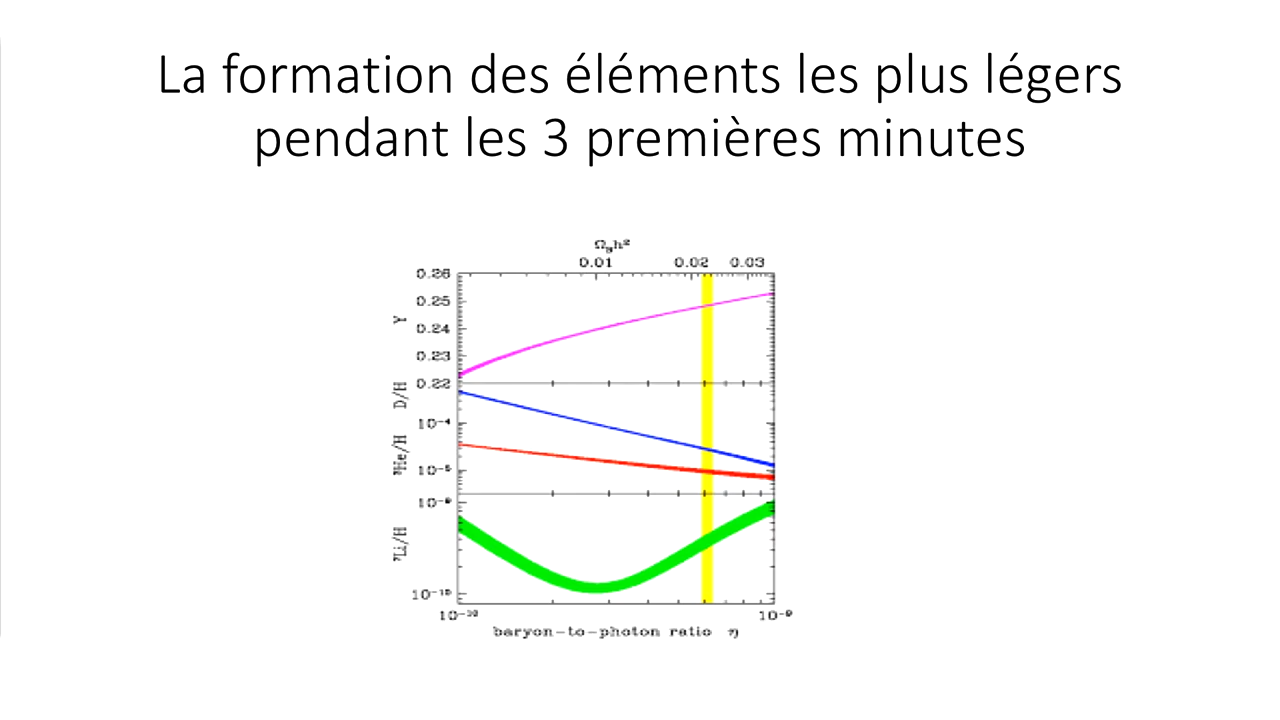 La formation des éléments les plus légers
pendant les 3 premières minutes
Ω_B h²
0.01 0.02 0.03
0.26
0.25
0.24
0.23
0.22
Y
D/H
10⁻⁴
³He/H
10⁻⁵
10⁻⁹
⁷Li/H
10⁻¹⁰
10⁻¹⁰ 10⁻⁹
baryon-to-photon ratio η